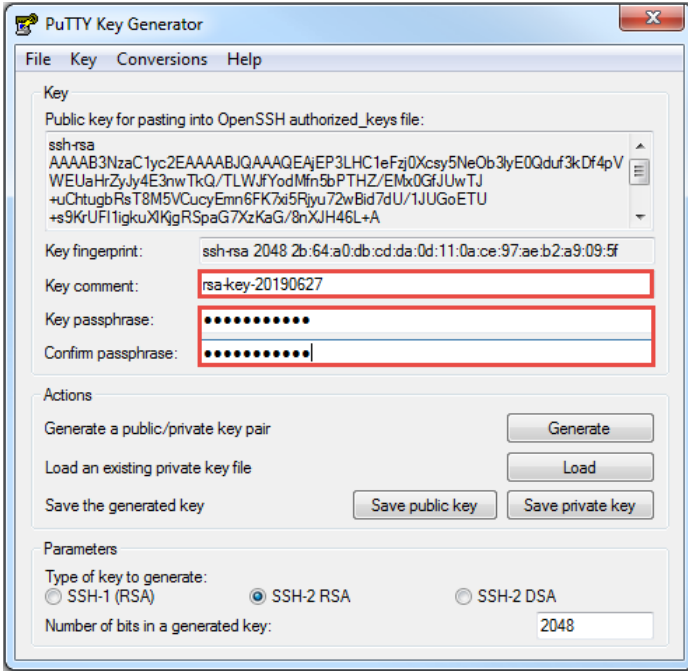 PuTTY Key Generator
File Key Conversions Help
Key
Public key for pasting into OpenSSH authorized_keys file:
ssh-rsa
AAAAB3NzaC1yc2EAAAABJQAAAQEAjEP3LHC1eFzj0Xcsy5NeOb3lyE0Qduf3kDf4pV
WEUaHrZyJy4E3nwTkQ/TLWJfYodMfn5bPTHZ/EMx0GfJUwTJ
+uChtugbRsT8M5VCucyEmn6FK7xi5Rjyu72wBid7dU/1JUGoETU
+s9KrUFI1igkuXlKjgRSpaG7XzKaG/8nXJH46L+A
Key fingerprint: ssh-rsa 2048 2b:64:a0:db:cd:da:0d:11:0a:ce:97:ae:b2:a9:09:5f
Key comment: rsa-key-20190627
Key passphrase: ●●●●●●●●●●●
Confirm passphrase: ●●●●●●●●●●●
Actions
Generate a public/private key pair Generate
Load an existing private key file Load
Save the generated key Save public key Save private key
Parameters
Type of key to generate:
SSH-1 (RSA) SSH-2 RSA SSH-2 DSA
Number of bits in a generated key: 2048